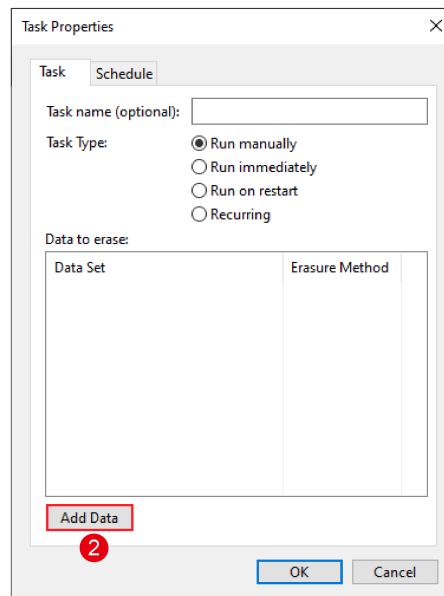 Task Properties
Task Schedule
Task name (optional):
Task Type: Run manually
Run immediately
Run on restart
Recurring
Data to erase:
Data Set Erasure Method
Add Data
2
OK Cancel